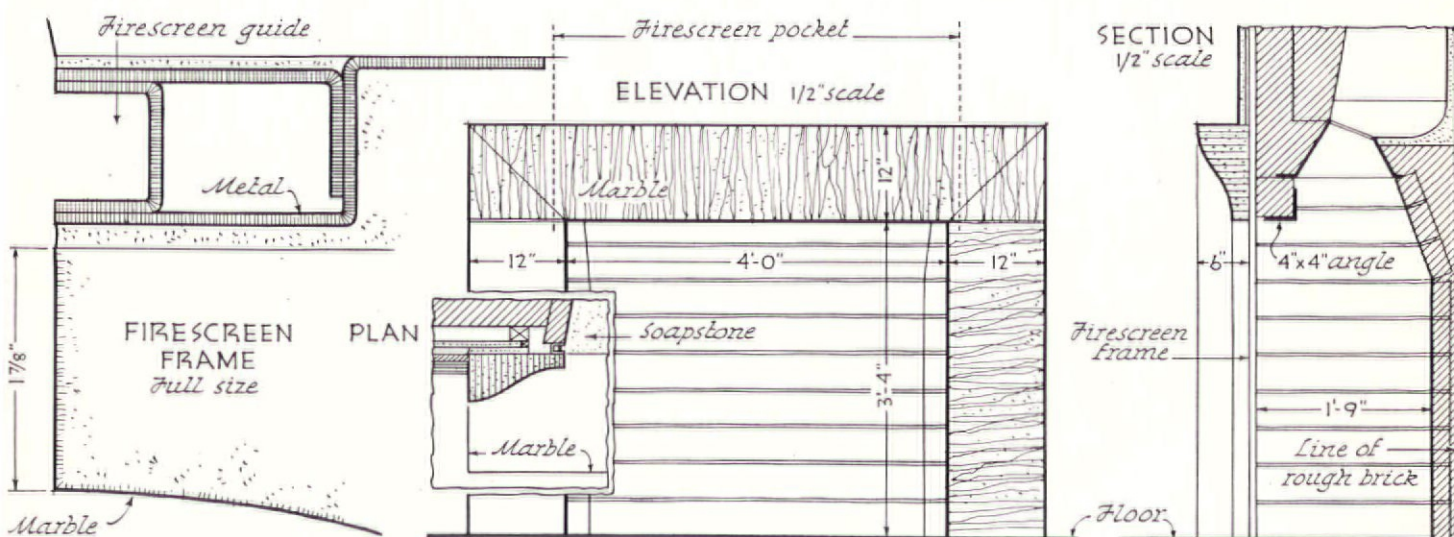 Firescreen guide
Firescreen pocket
SECTION
1/2" scale
ELEVATION 1/2" scale
Metal
Marble
12"
12"
4'-0"
12"
6"
4"x4" angle
FIRESCREEN
FRAME
Full size
1 7/8"
PLAN
Soapstone
Firescreen
frame
3'-4"
1'-9"
Marble
Line of
rough brick
Marble
Floor